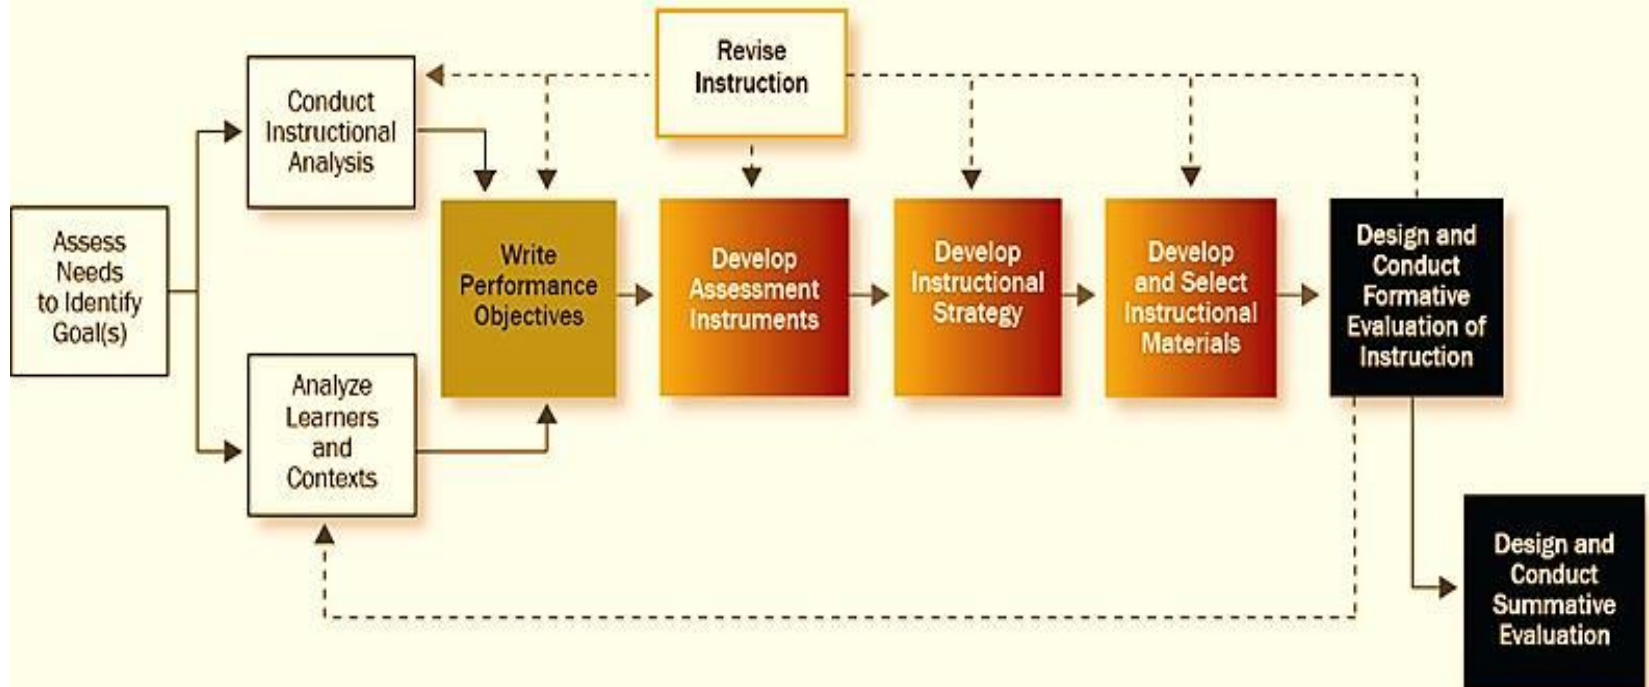 Revise
Instruction
Conduct
Instructional
Analysis
Assess
Needs
to Identify
Goal(s)
Write
Performance
Objectives
Develop
Assessment
Instruments
Develop
Instructional
Strategy
Develop
and Select
Instructional
Materials
Design and
Conduct
Formative
Evaluation of
Instruction
Analyze
Learners
and
Contexts
Design and
Conduct
Summative
Evaluation